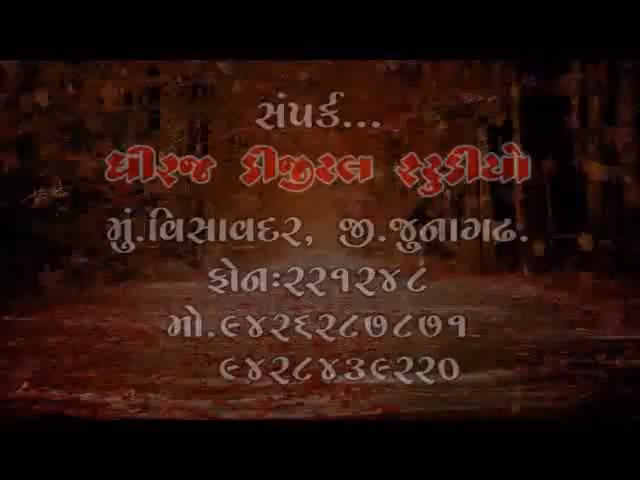 સંપર્ક...
ધીરજ ડીજીટલ સ્ટુડીયો
મું.વિસાવદર, જી.જુનાગઢ.
ફોન:૨૨૧૨૪૮
મો.૯૪૨૬૨૮૭૮૭૧
૯૪૨૮૪૩૯૨૨૦